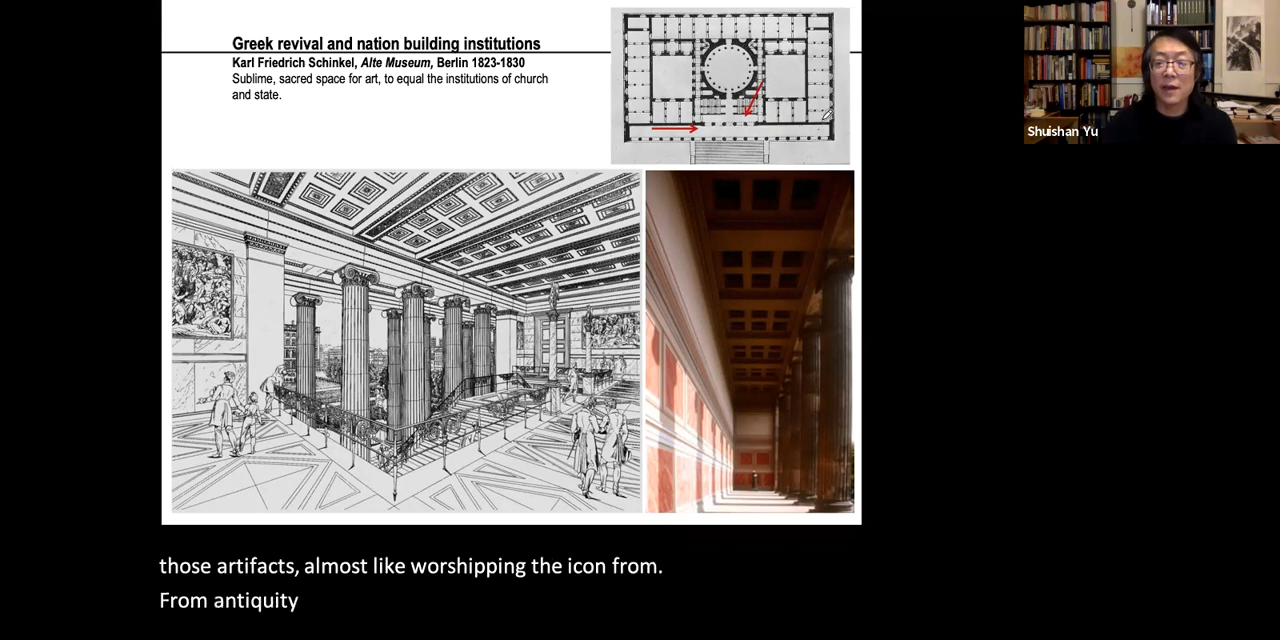 Greek revival and nation building institutions
Karl Friedrich Schinkel, Alte Museum, Berlin 1823-1830
Sublime, sacred space for art, to equal the institutions of church
and state.
Shuishan Yu
those artifacts, almost like worshipping the icon from.
From antiquity